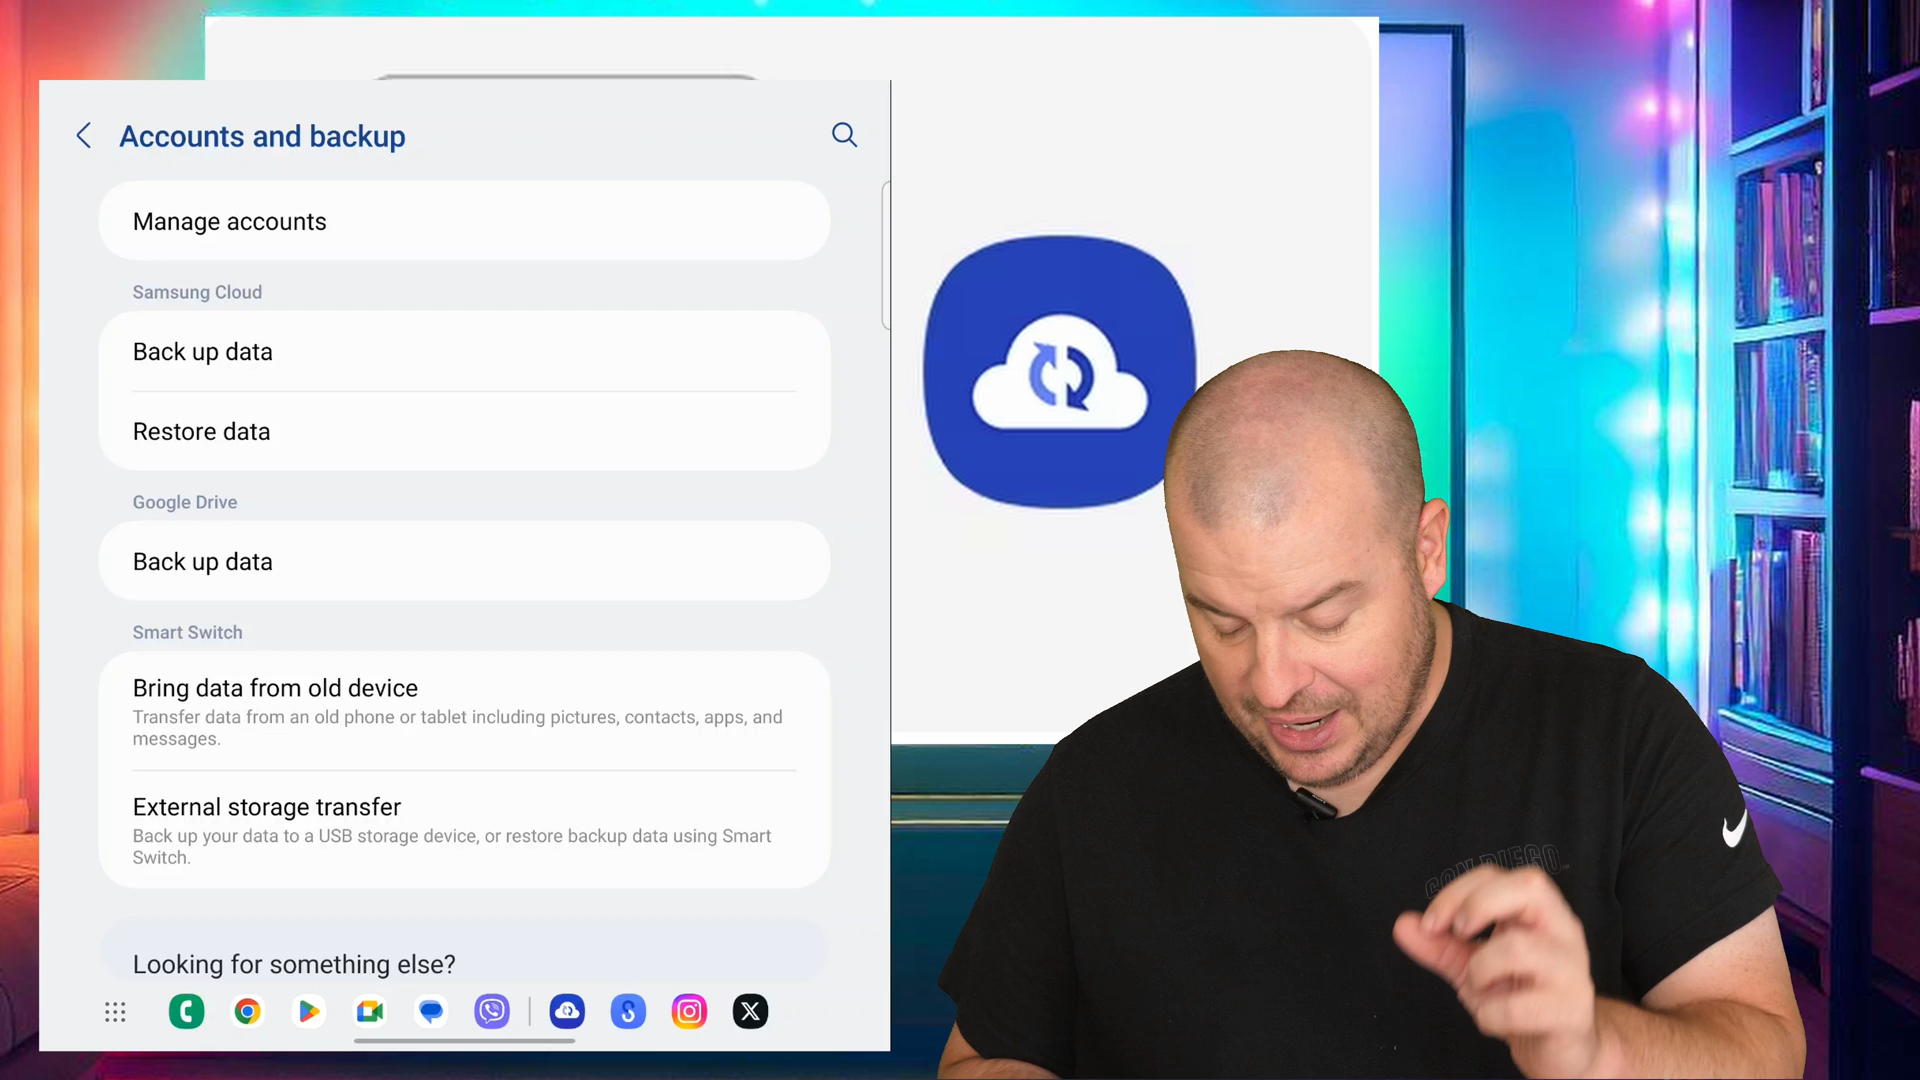 Accounts and backup
Manage accounts
Samsung Cloud
Back up data
Restore data
Google Drive
Back up data
Smart Switch
Bring data from old device
Transfer data from an old phone or tablet including pictures, contacts, apps, and
messages.
External storage transfer
Back up your data to a USB storage device, or restore backup data using Smart
Switch.
Looking for something else?
SAN DIEGO